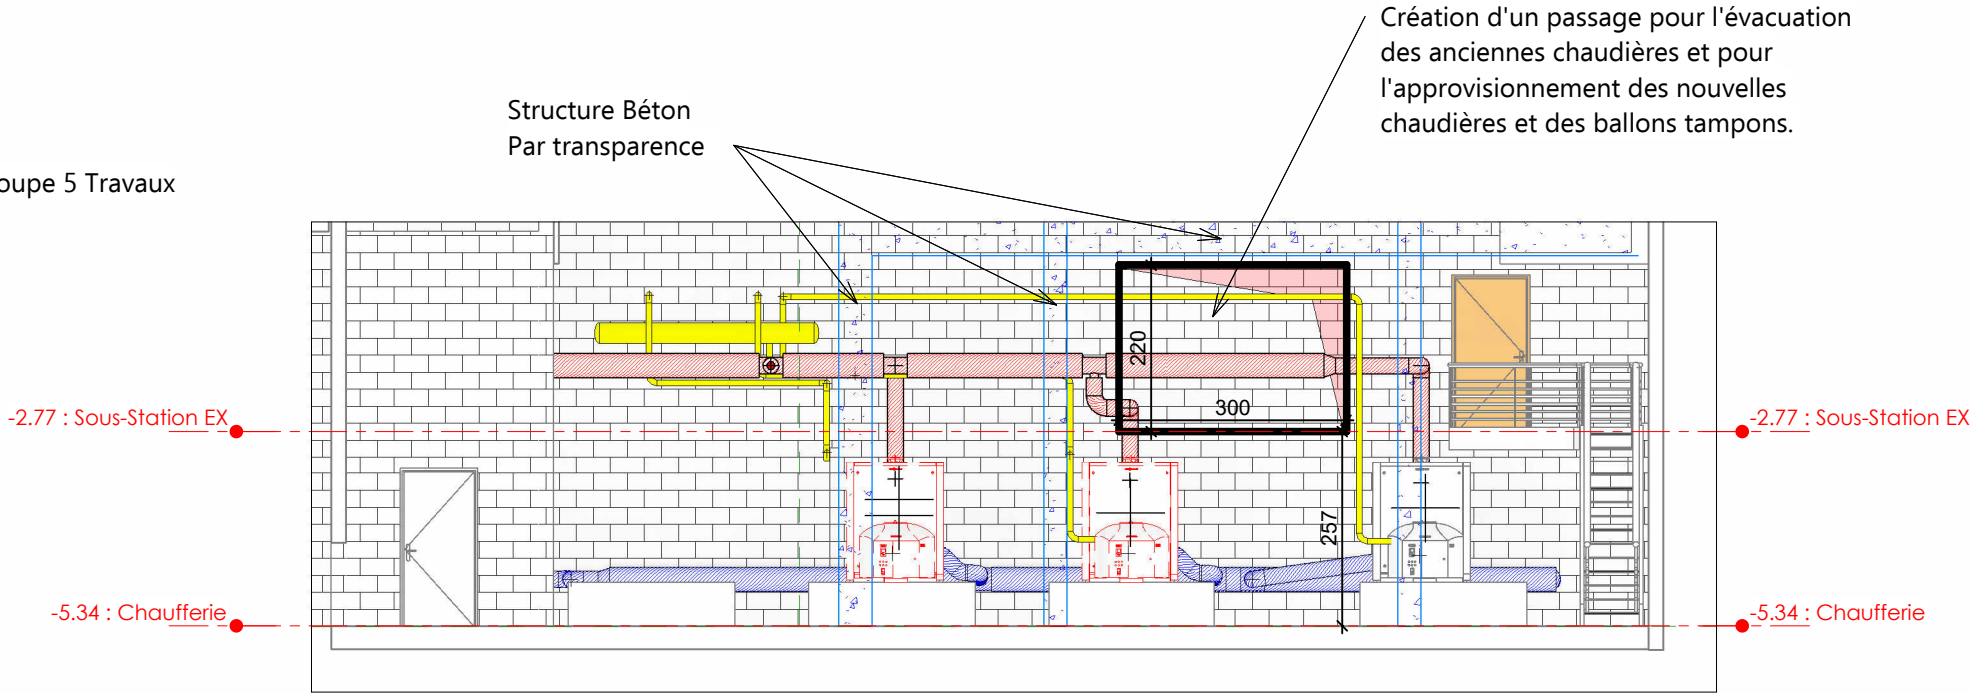 Création d'un passage pour l'évacuation
des anciennes chaudières et pour
l'approvisionnement des nouvelles
chaudières et des ballons tampons.
Structure Béton
Par transparence
oupe 5 Travaux
220
300
-2.77 : Sous-Station EX
-2.77 : Sous-Station EX
257
-5.34 : Chaufferie
-5.34 : Chaufferie